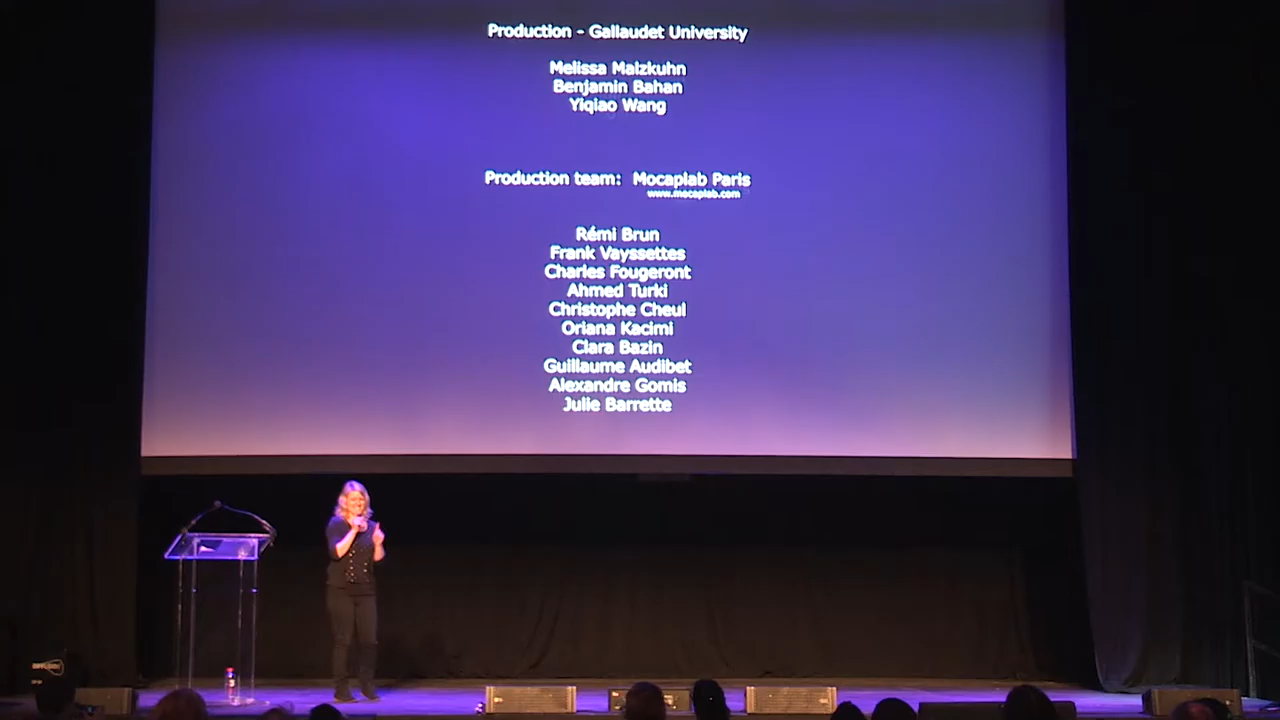 Production - Gallaudet University
Melissa Malzkuhn
Benjamin Bahan
Yiqiao Wang
Production team: Mocaplab Paris
www.mocaplab.com
Rémi Brun
Frank Vayssettes
Charles Fougeront
Ahmed Turki
Christophe Cheul
Oriana Kacimi
Clara Bazin
Guillaume Audibet
Alexandre Gomis
Julie Barrette